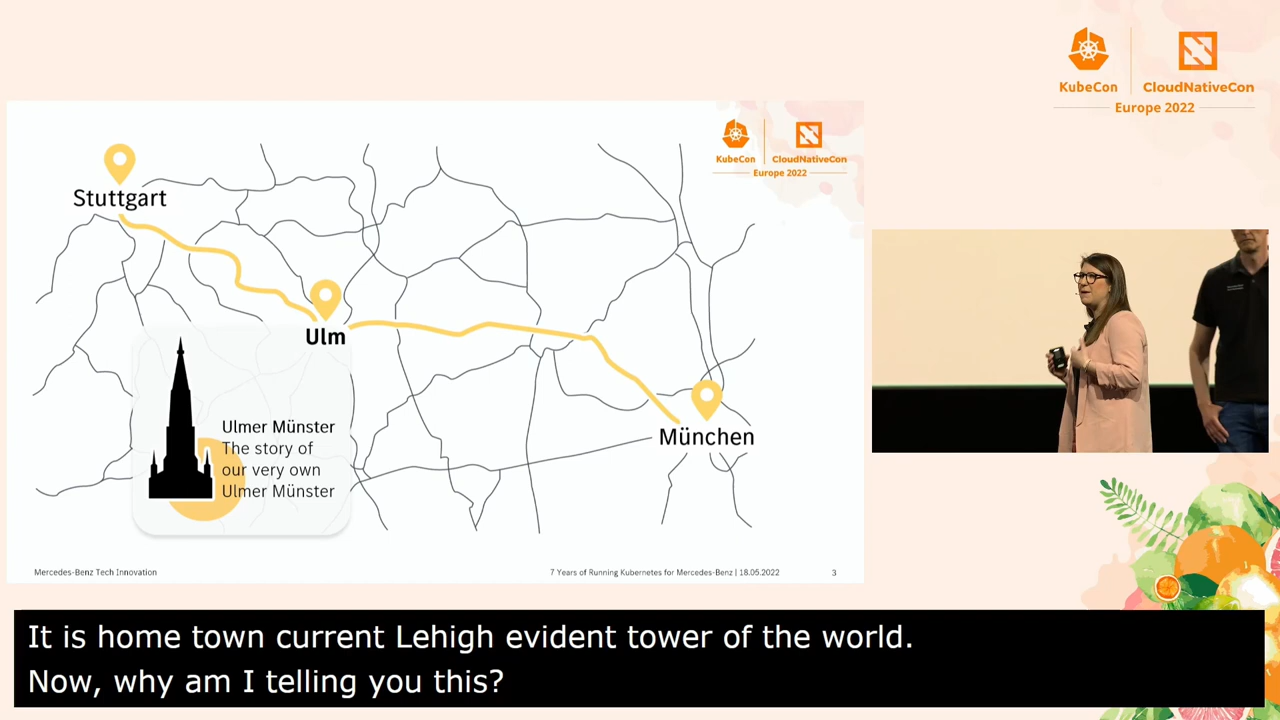 KubeCon
CloudNativeCon
Europe 2022
KubeCon
CloudNativeCon
Europe 2022
Stuttgart
Ulm
München
Ulmer Münster
The story of
our very own
Ulmer Münster
Mercedes-Benz Tech Innovation
7 Years of Running Kubernetes for Mercedes-Benz | 18.05.2022
3
It is home town current Lehigh evident tower of the world.
Now, why am I telling you this?